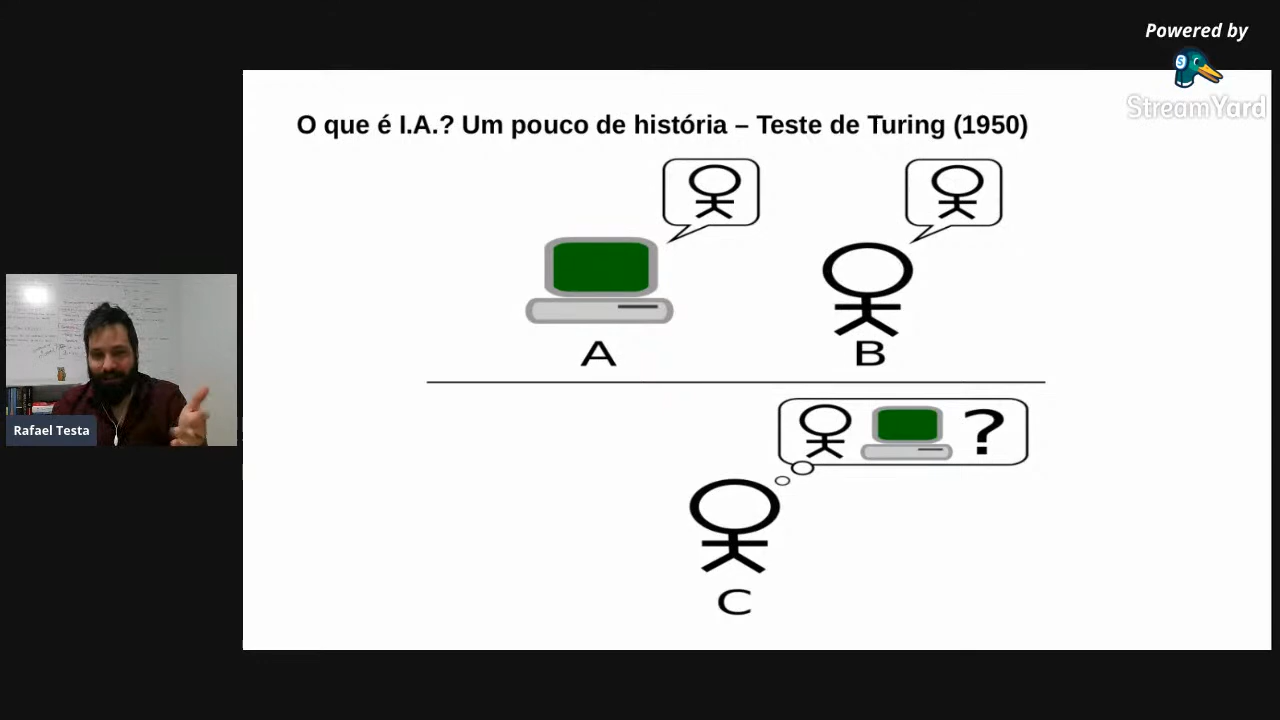 Powered by
StreamYard
O que é I.A.? Um pouco de história – Teste de Turing (1950)
A
B
?
C
Rafael Testa